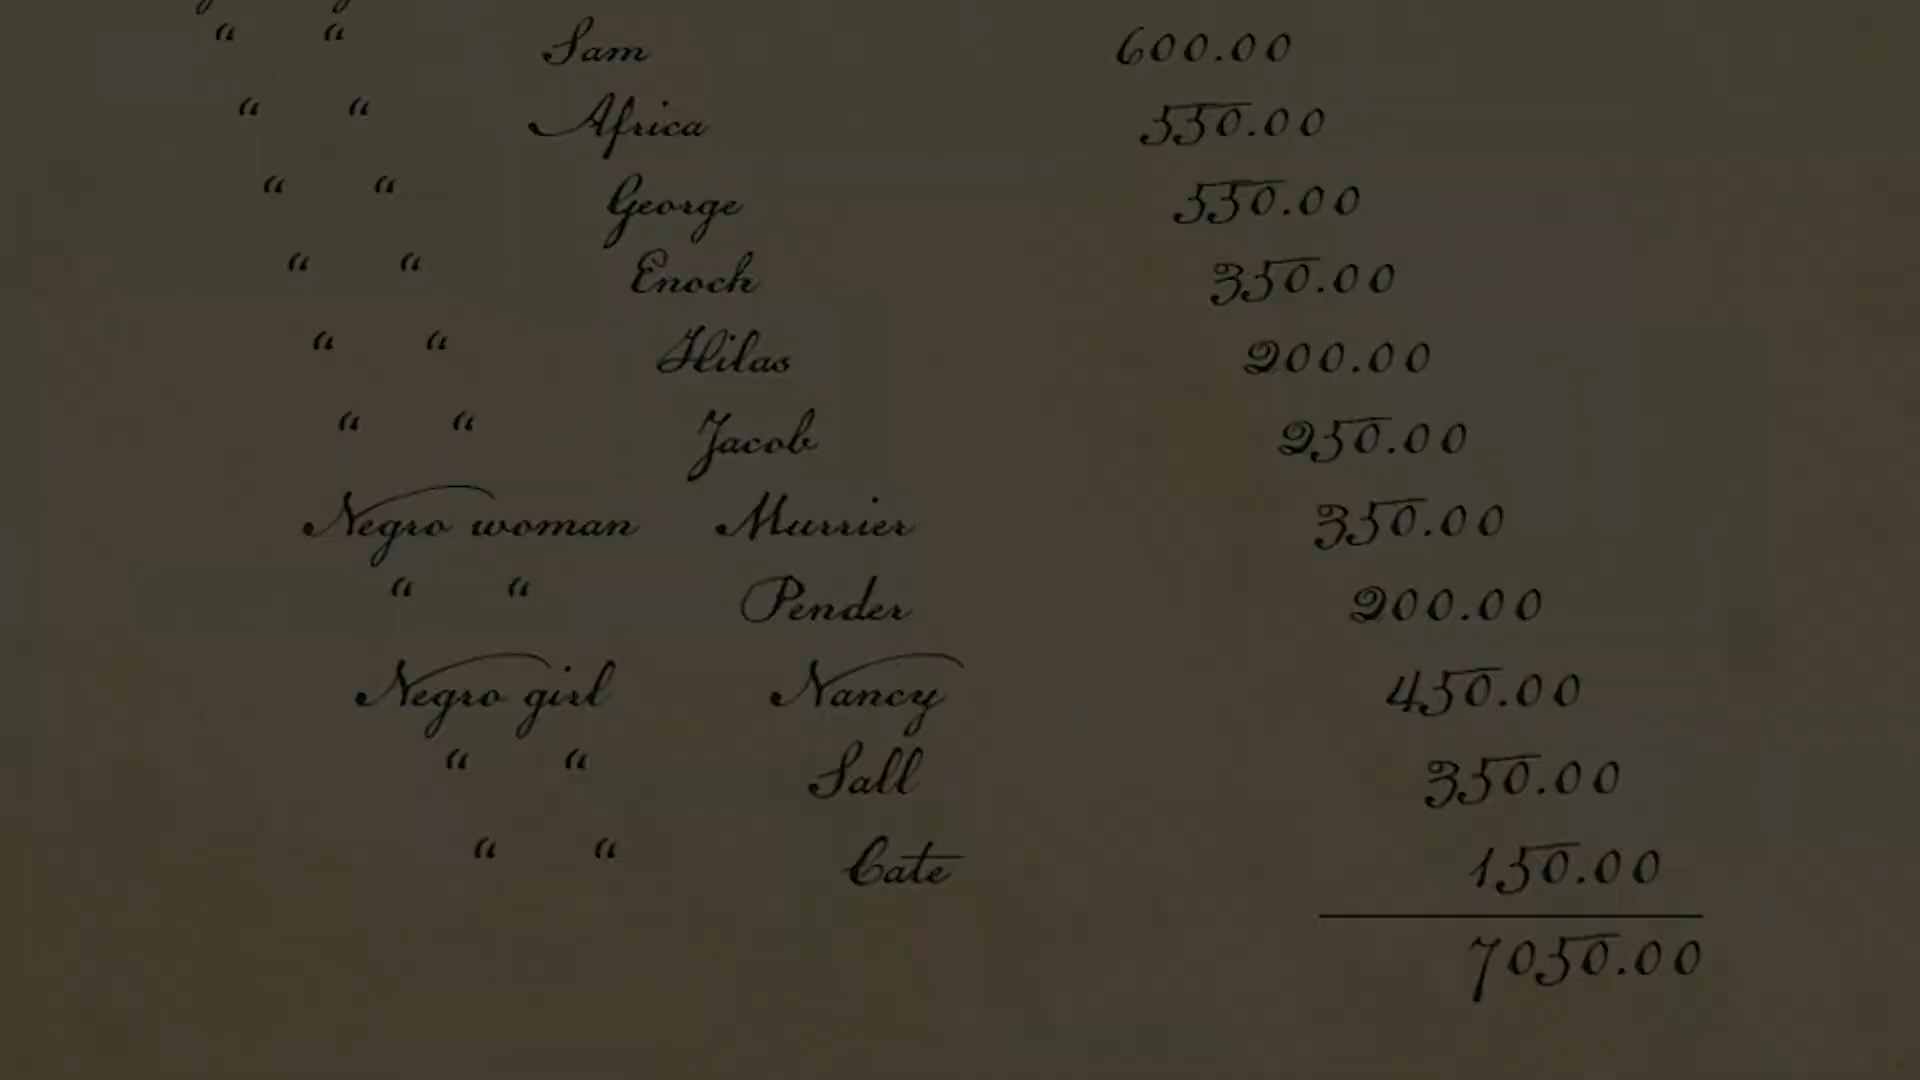 “ “ Sam 600.00
“ “ Africa 550.00
“ “ George 550.00
“ “ Enoch 350.00
“ “ Hilas 200.00
“ “ Jacob 250.00
Negro woman Murrier 350.00
“ “ Pender 200.00
Negro girl Nancy 450.00
“ “ Sall 350.00
“ “ Cate 150.00
7050.00